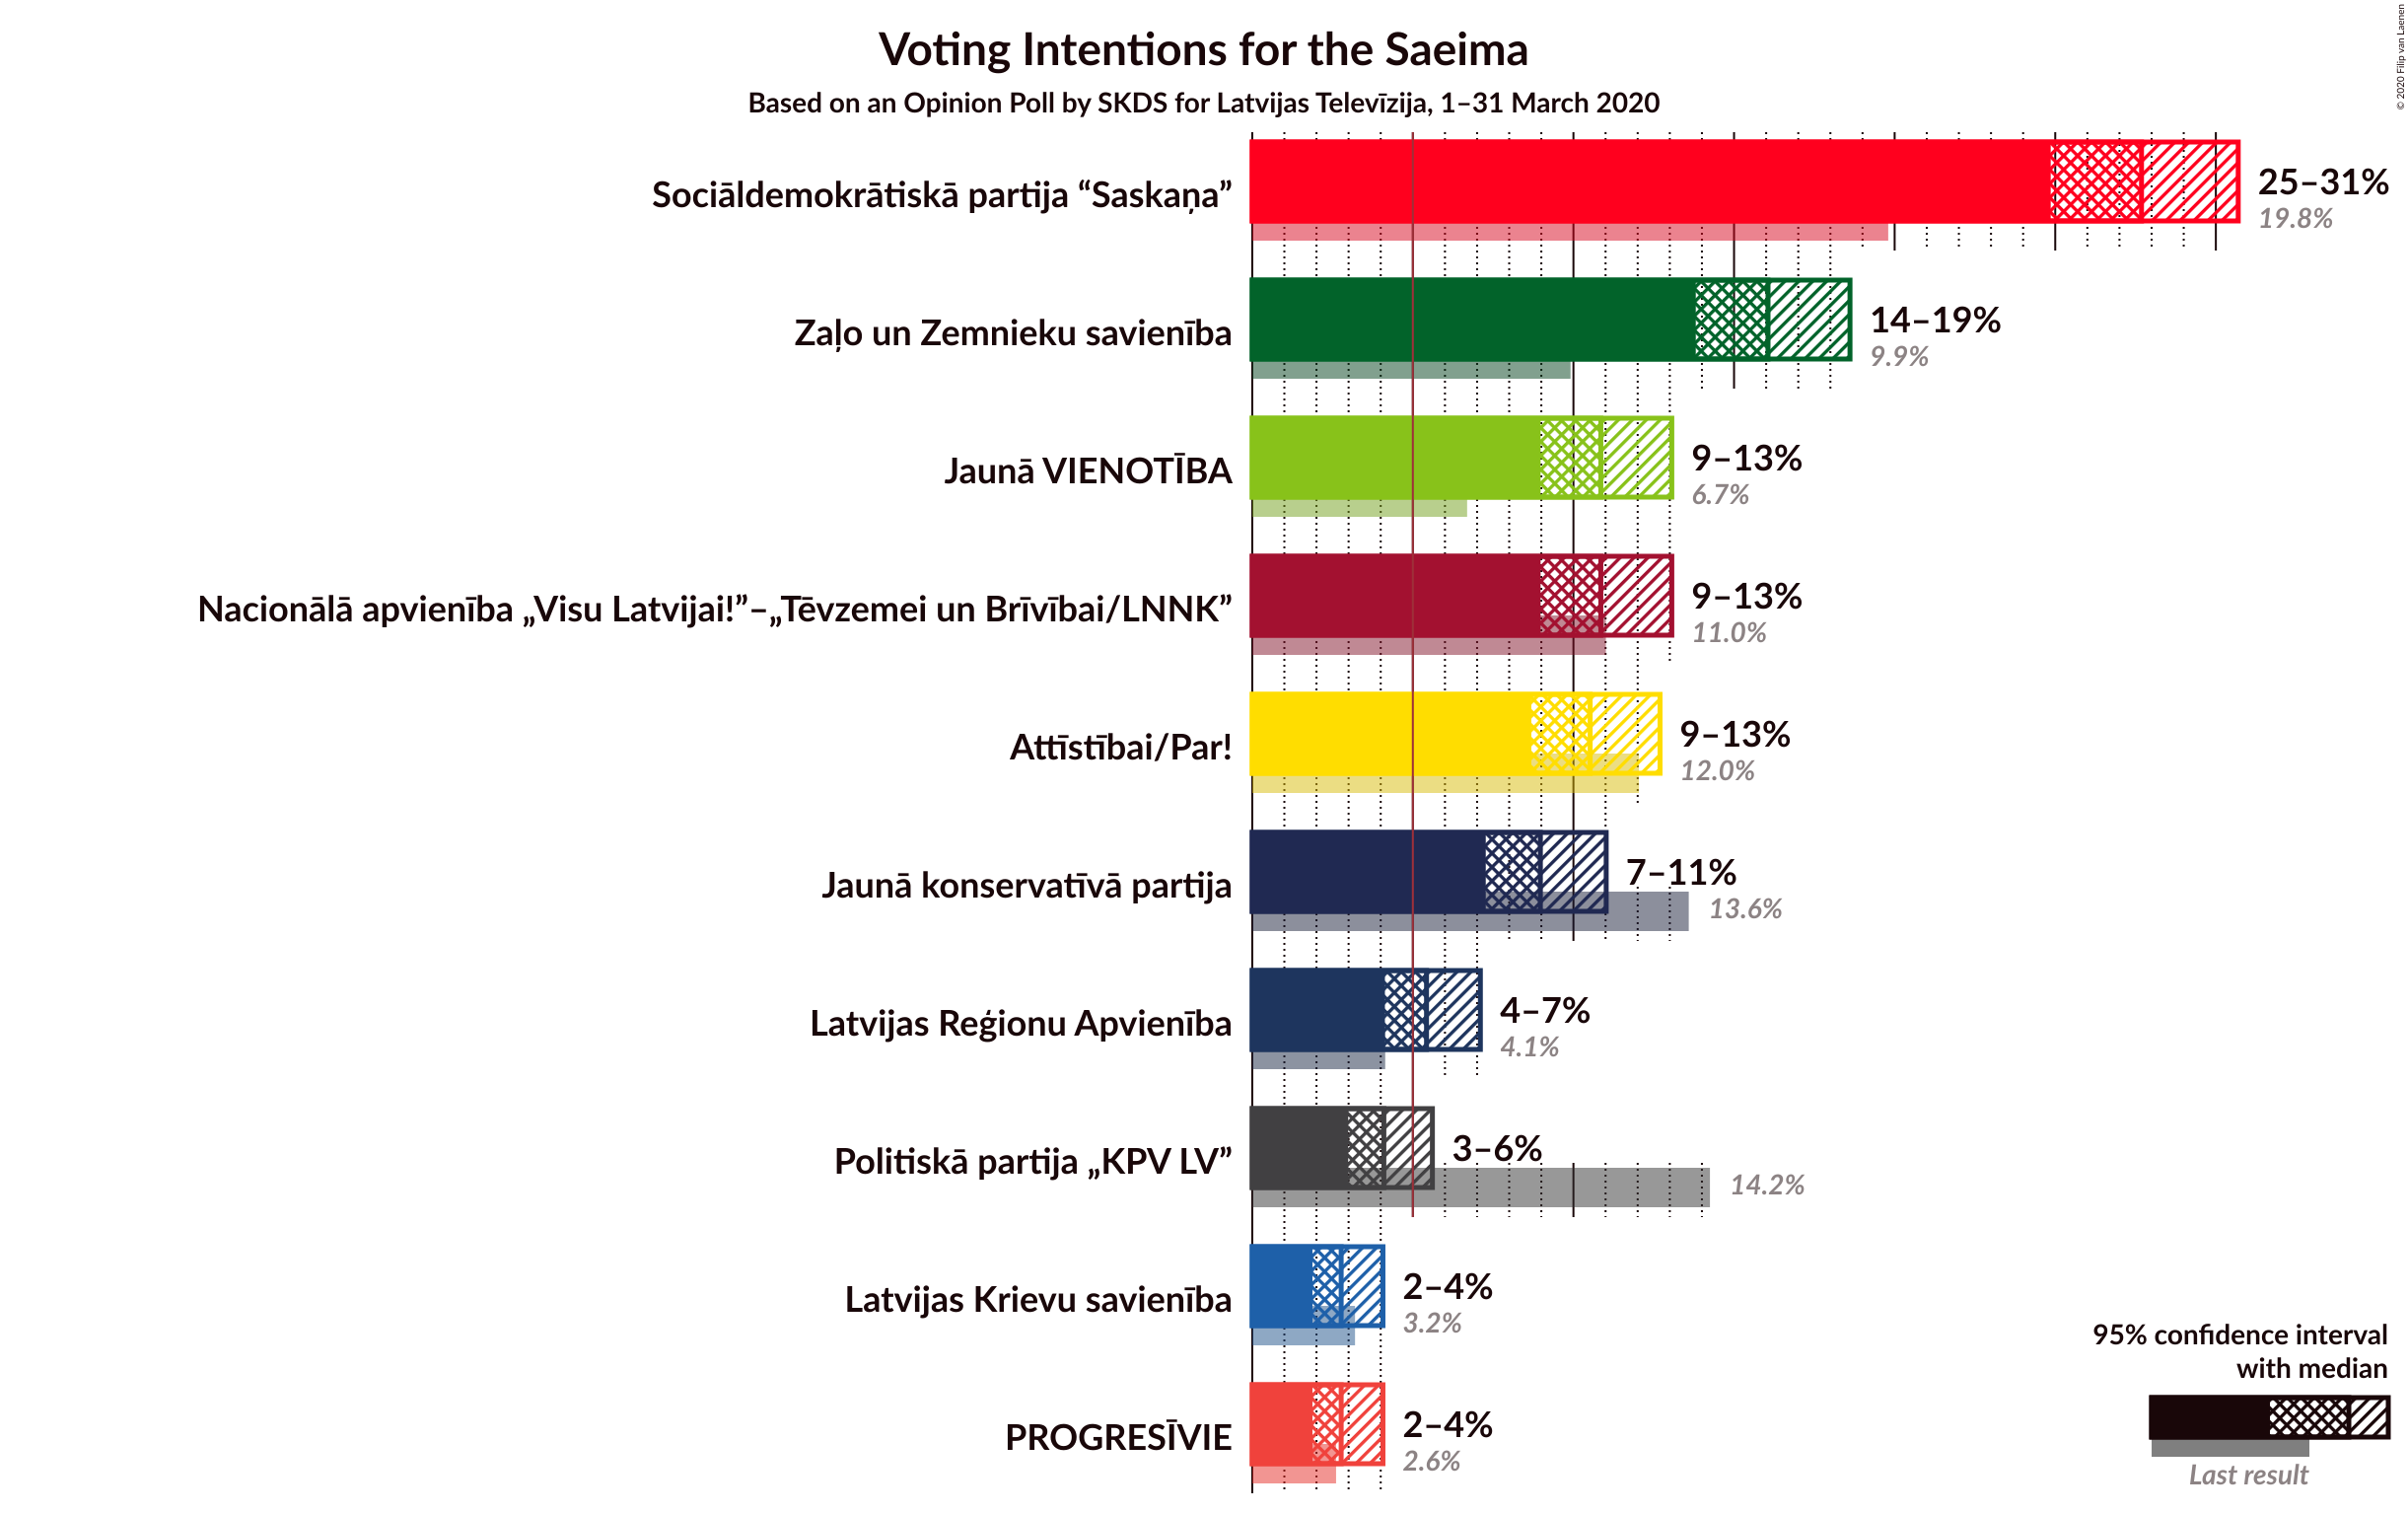 Voting Intentions for the Saeima
Based on an Opinion Poll by SKDS for Latvijas Televīzija, 1–31 March 2020
© 2020 Filip van Laenen
Sociāldemokrātiskā partija “Saskaņa”
25–31%
19.8%
Zaļo un Zemnieku savienība
14–19%
9.9%
Jaunā VIENOTĪBA
9–13%
6.7%
Nacionālā apvienība „Visu Latvijai!”–„Tēvzemei un Brīvībai/LNNK”
9–13%
11.0%
Attīstībai/Par!
9–13%
12.0%
Jaunā konservatīvā partija
7–11%
13.6%
Latvijas Reģionu Apvienība
4–7%
4.1%
Politiskā partija „KPV LV”
3–6%
14.2%
Latvijas Krievu savienība
2–4%
3.2%
PROGRESĪVIE
2–4%
2.6%
95% confidence interval
with median
Last result